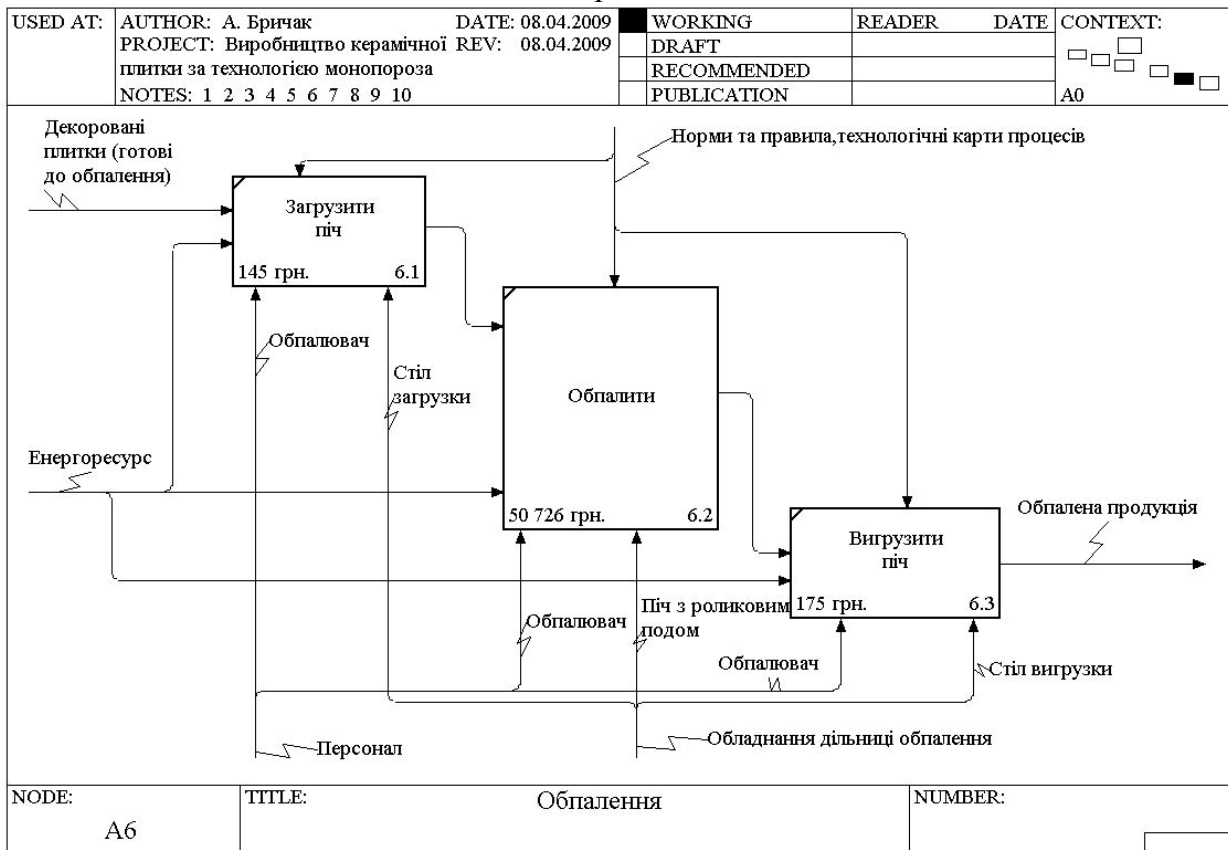 USED AT:
AUTHOR: А. Бричак
DATE: 08.04.2009
PROJECT: Виробництво керамічної
REV: 08.04.2009
плитки за технологією монопороза
NOTES: 1 2 3 4 5 6 7 8 9 10
WORKING
DRAFT
RECOMMENDED
PUBLICATION
READER DATE
CONTEXT:
A0
Декоровані
плитки (готові
до обпалення)
Норми та правила,технологічні карти процесів
Загрузити
піч
145 грн. 6.1
Обпалювач
Стіл
загрузки
Обпалити
50 726 грн. 6.2
Енергоресурс
Обпалена продукція
Вигрузити
піч
175 грн. 6.3
Обпалювач
Піч з роликовим
подом
Обпалювач
Стіл вигрузки
Персонал
Обладнання дільниці обпалення
NODE:
A6
TITLE:
Обпалення
NUMBER: